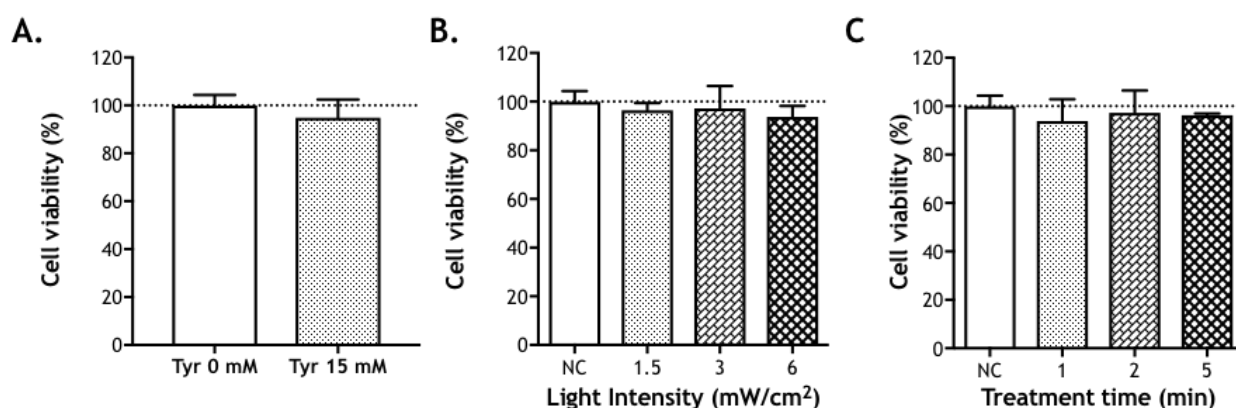 A.
Cell viability (%)
120
100
80
60
40
20
0
Tyr 0 mM Tyr 15 mM
B.
Cell viability (%)
120
100
80
60
40
20
0
NC 1.5 3 6
Light Intensity (mW/cm²)
C
Cell viability (%)
120
100
80
60
40
20
0
NC 1 2 5
Treatment time (min)